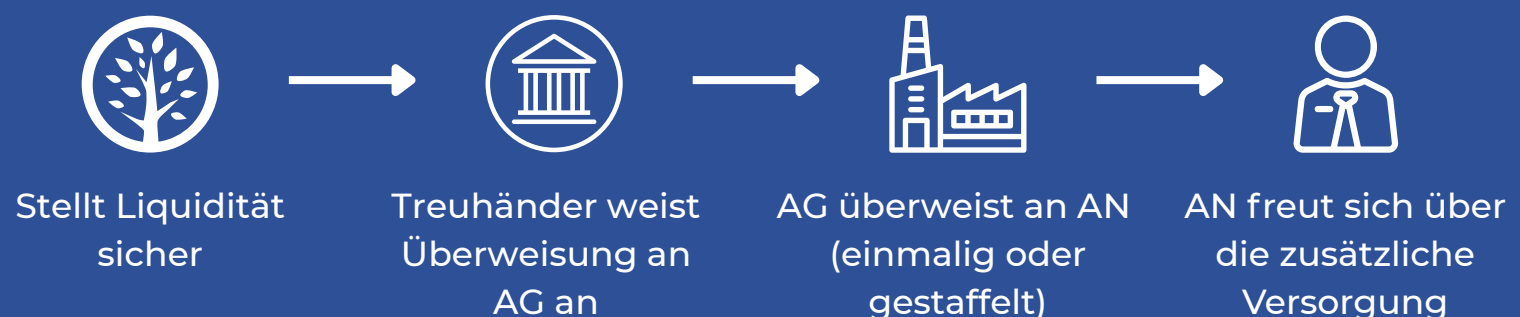 Stellt Liquidität
sicher
Treuhänder weist
Überweisung an
AG an
AG überweist an AN
(einmalig oder
gestaffelt)
AN freut sich über
die zusätzliche
Versorgung